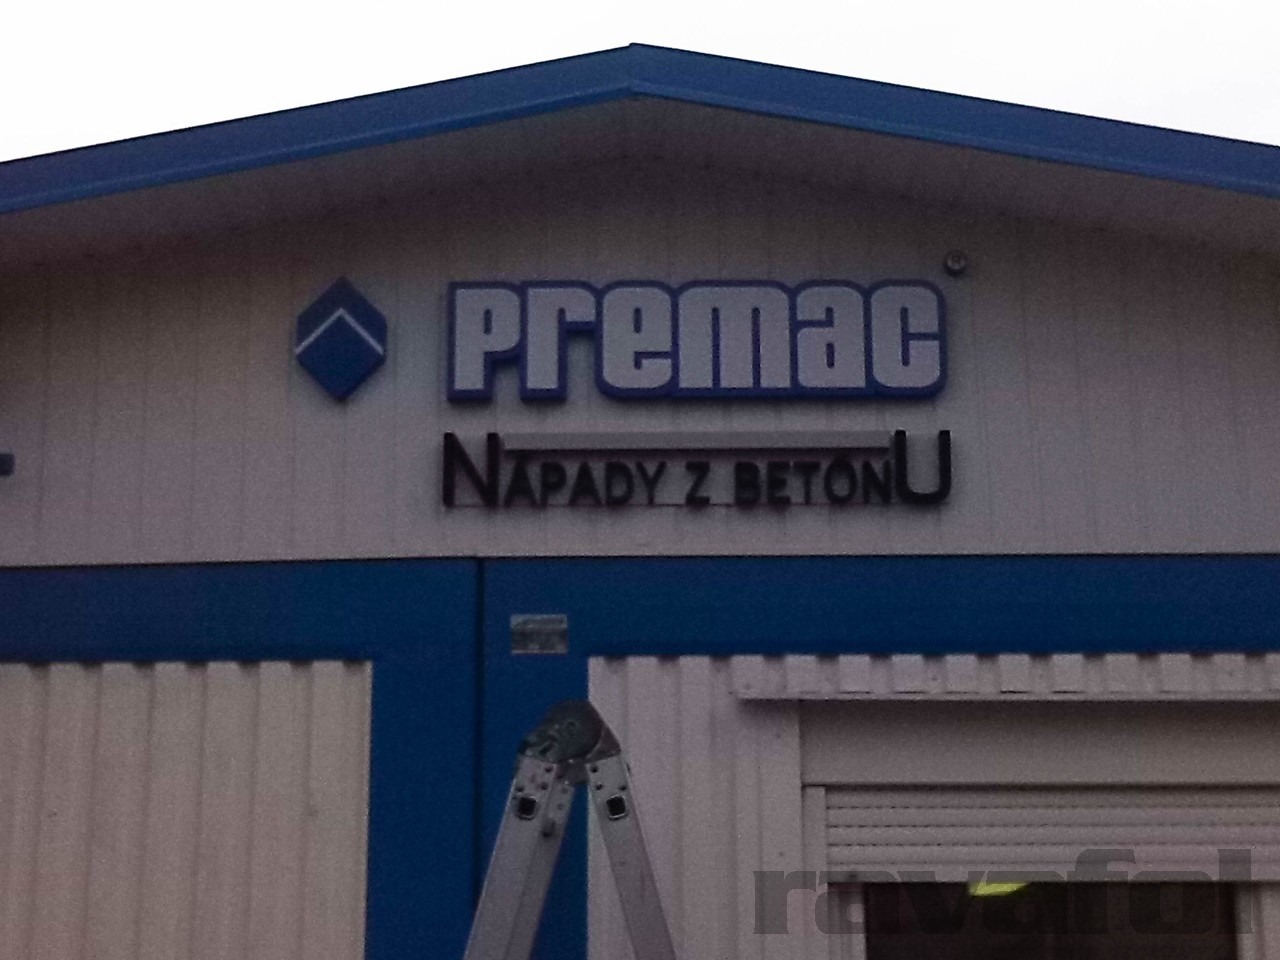 premac ®
NÁPADY Z BETÓNU
ravafol